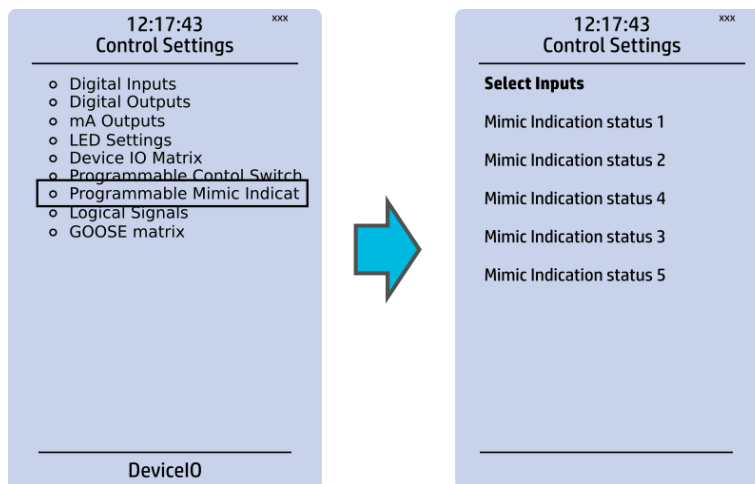 12:17:43
xxx
Control Settings
Digital Inputs
Digital Outputs
mA Outputs
LED Settings
Device IO Matrix
Programmable Contol Switch
Programmable Mimic Indicat
Logical Signals
GOOSE matrix
DeviceIO
12:17:43
xxx
Control Settings
Select Inputs
Mimic Indication status 1
Mimic Indication status 2
Mimic Indication status 4
Mimic Indication status 3
Mimic Indication status 5